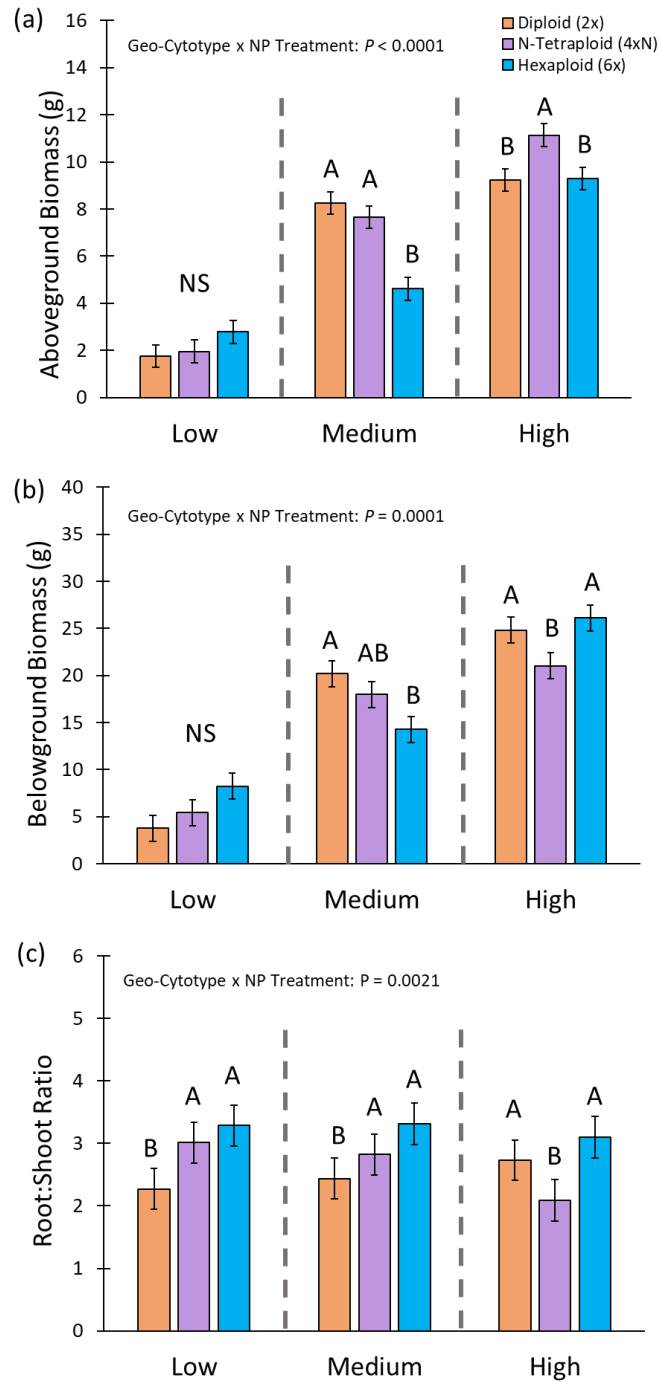 (a)
Diploid (2x)
N-Tetraploid (4xN)
Hexaploid (6x)
Geo-Cytotype x NP Treatment: P < 0.0001
Aboveground Biomass (g)
16
14
12
10
8
6
4
2
0
NS
A
A
B
B
A
B
Low
Medium
High
(b)
Geo-Cytotype x NP Treatment: P = 0.0001
Belowground Biomass (g)
40
35
30
25
20
15
10
5
0
NS
A
AB
B
A
B
A
Low
Medium
High
(c)
Geo-Cytotype x NP Treatment: P = 0.0021
Root:Shoot Ratio
6
5
4
3
2
1
0
B
A
A
B
A
A
A
B
A
Low
Medium
High